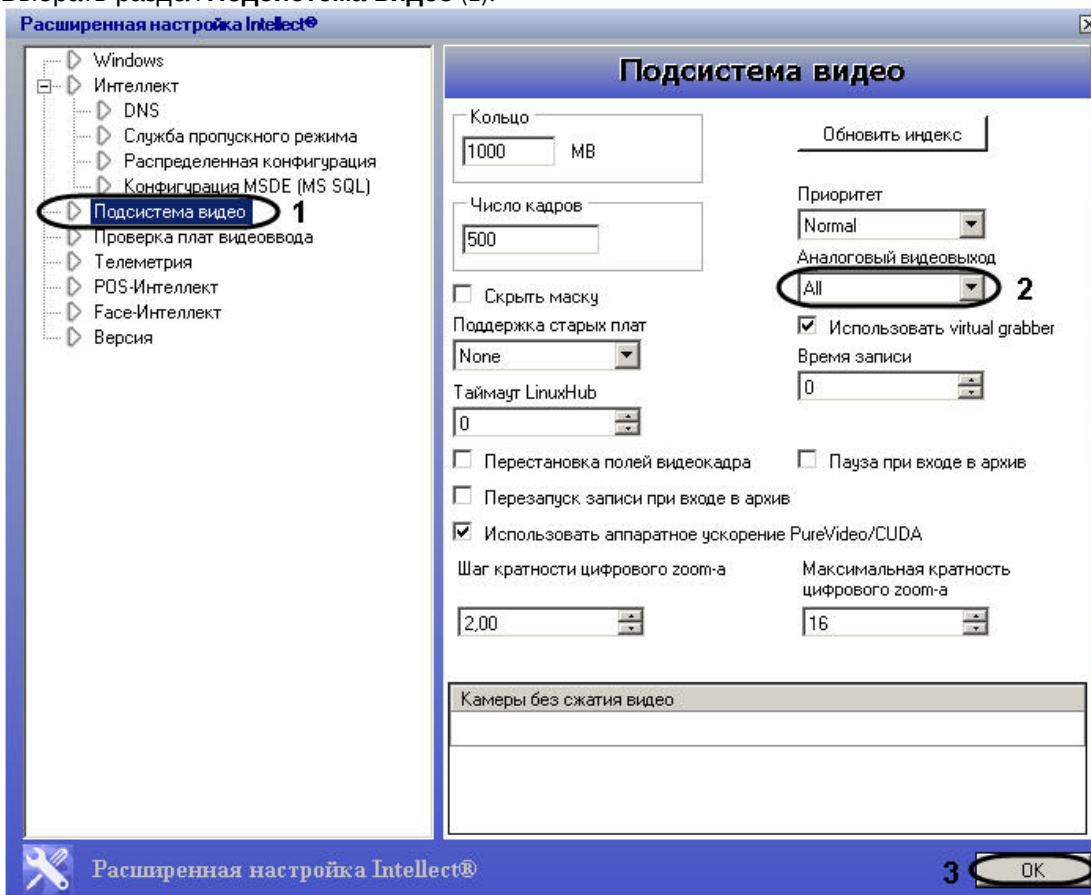 Выбрать раздел Подсистема видео (1).
Расширенная настройка Intellect®
Windows
Интеллект
DNS
Служба пропускного режима
Распределенная конфигурация
Конфигурация MSDE (MS SQL)
Подсистема видео 1
Проверка плат видеоввода
Телеметрия
POS-Интеллект
Face-Интеллект
Версия
Подсистема видео
Кольцо
1000 MB
Обновить индекс
Число кадров
500
Приоритет
Normal
Аналоговый видеовыход
All 2
Скрыть маску
Использовать virtual grabber
Поддержка старых плат
None
Время записи
0
Таймаут LinuxHub
0
Перестановка полей видеокадра
Пауза при входе в архив
Перезапуск записи при входе в архив
Использовать аппаратное ускорение PureVideo/CUDA
Шаг кратности цифрового zoom-а
2,00
Максимальная кратность
цифрового zoom-а
16
Камеры без сжатия видео
Расширенная настройка Intellect®
3 OK